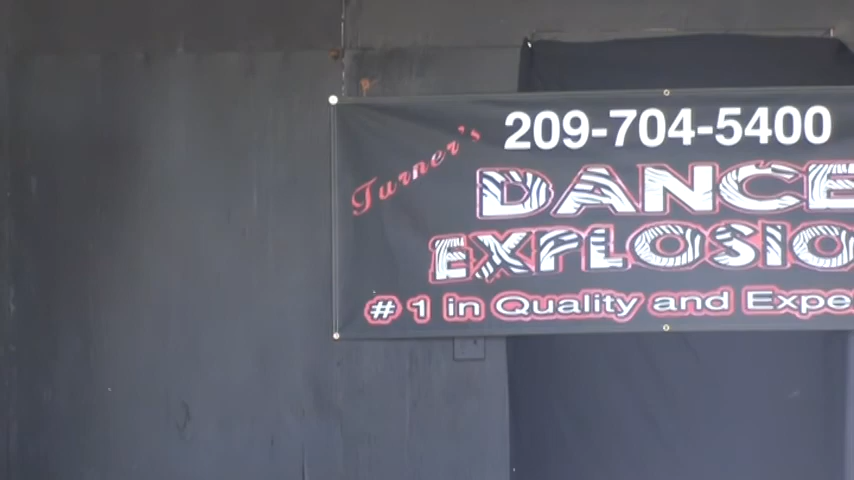 209-704-5400
Turner's
DANCE
EXPLOSIO
# 1 in Quality and Expe